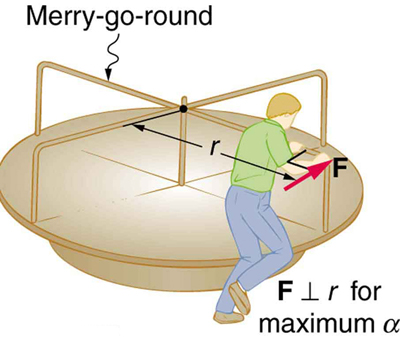 Merry-go-round
r
F
F ⊥ r for
maximum α